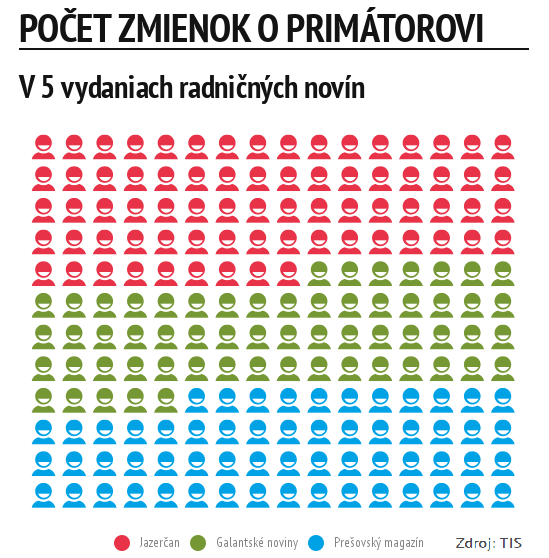 POČET ZMIENOK O PRIMÁTOROVI
V 5 vydaniach radničných novín
Jazerčan Galantské noviny Prešovský magazín Zdroj: TIS